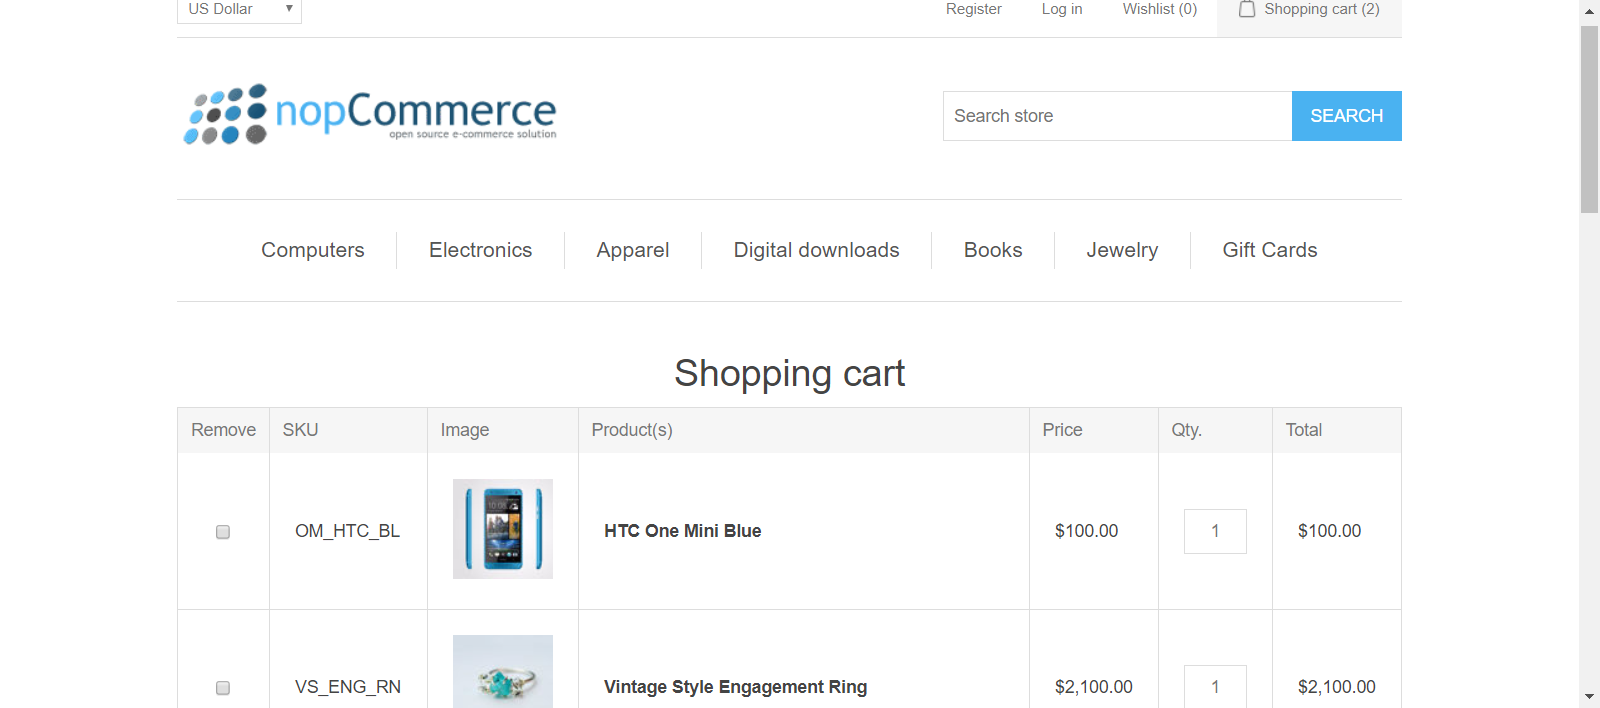 US Dollar Register Log in Wishlist (0) Shopping cart (2)
nopCommerce
open source e-commerce solution
Search store SEARCH
Computers Electronics Apparel Digital downloads Books Jewelry Gift Cards
Shopping cart
Remove SKU Image Product(s) Price Qty. Total
OM_HTC_BL HTC One Mini Blue $100.00 1 $100.00
VS_ENG_RN Vintage Style Engagement Ring $2,100.00 1 $2,100.00